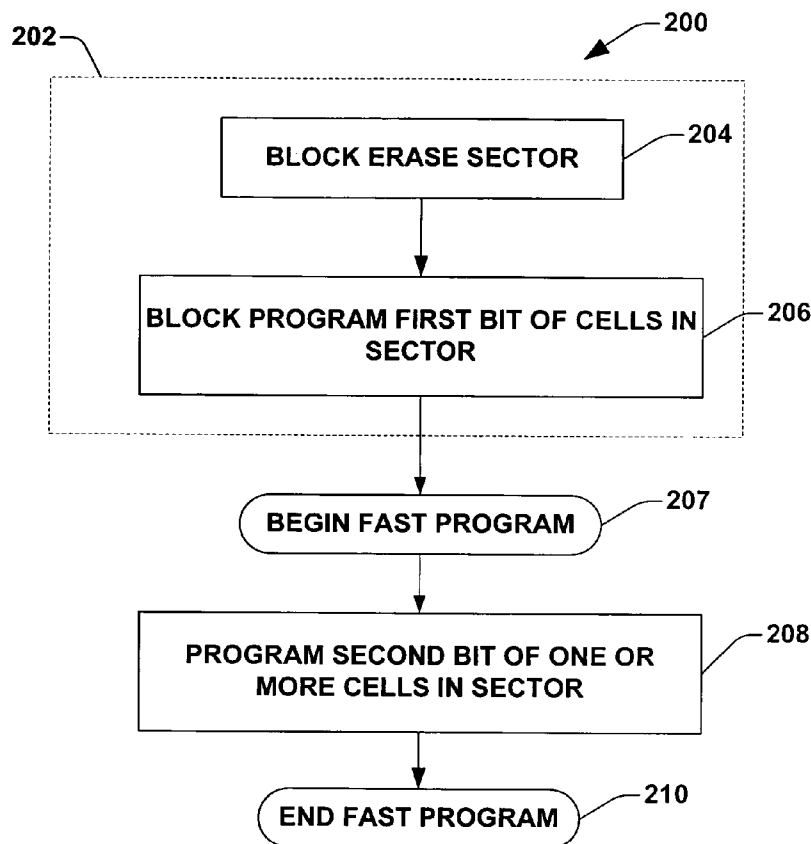 200
202
204
BLOCK ERASE SECTOR
206
BLOCK PROGRAM FIRST BIT OF CELLS IN
SECTOR
207
BEGIN FAST PROGRAM
208
PROGRAM SECOND BIT OF ONE OR
MORE CELLS IN SECTOR
210
END FAST PROGRAM